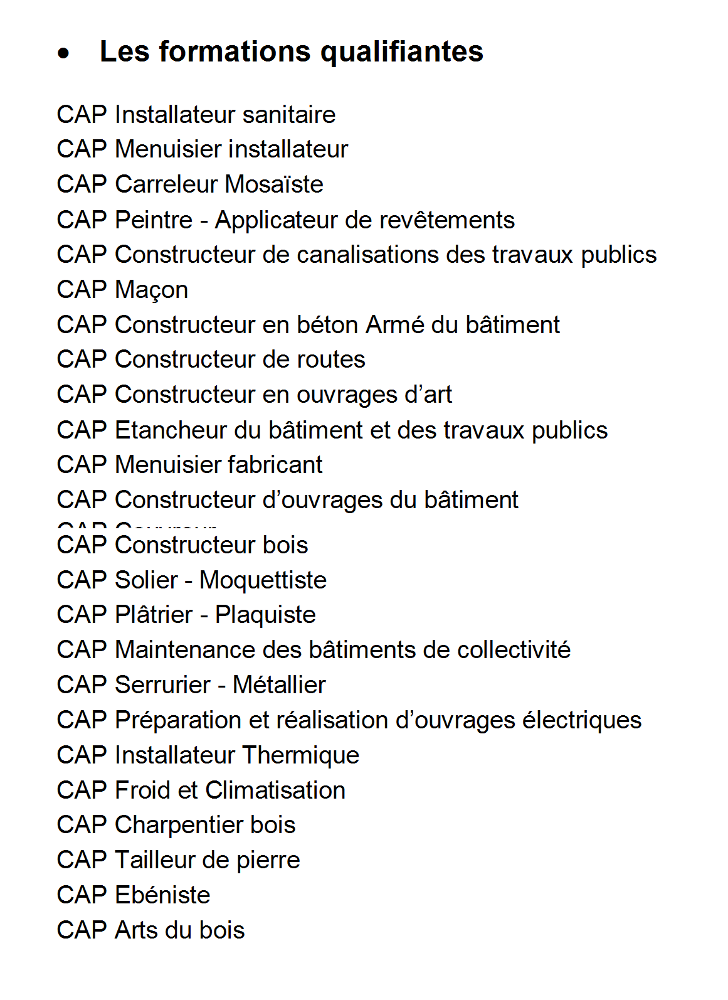 • Les formations qualifiantes
CAP Installateur sanitaire
CAP Menuisier installateur
CAP Carreleur Mosaïste
CAP Peintre - Applicateur de revêtements
CAP Constructeur de canalisations des travaux publics
CAP Maçon
CAP Constructeur en béton Armé du bâtiment
CAP Constructeur de routes
CAP Constructeur en ouvrages d’art
CAP Etancheur du bâtiment et des travaux publics
CAP Menuisier fabricant
CAP Constructeur d’ouvrages du bâtiment
CAP Couvreur
CAP Constructeur bois
CAP Solier - Moquettiste
CAP Plâtrier - Plaquiste
CAP Maintenance des bâtiments de collectivité
CAP Serrurier - Métallier
CAP Préparation et réalisation d’ouvrages électriques
CAP Installateur Thermique
CAP Froid et Climatisation
CAP Charpentier bois
CAP Tailleur de pierre
CAP Ebéniste
CAP Arts du bois